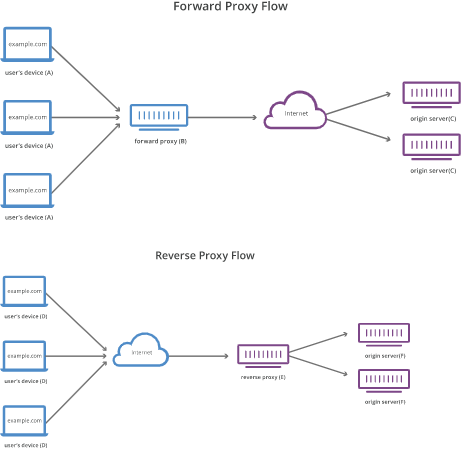 Forward Proxy Flow
example.com
user's device (A)
example.com
user's device (A)
example.com
user's device (A)
forward proxy (B)
Internet
origin server(C)
origin server(C)
Reverse Proxy Flow
example.com
user's device (D)
example.com
user's device (D)
example.com
user's device (D)
Internet
reverse proxy (E)
origin server(F)
origin server(F)